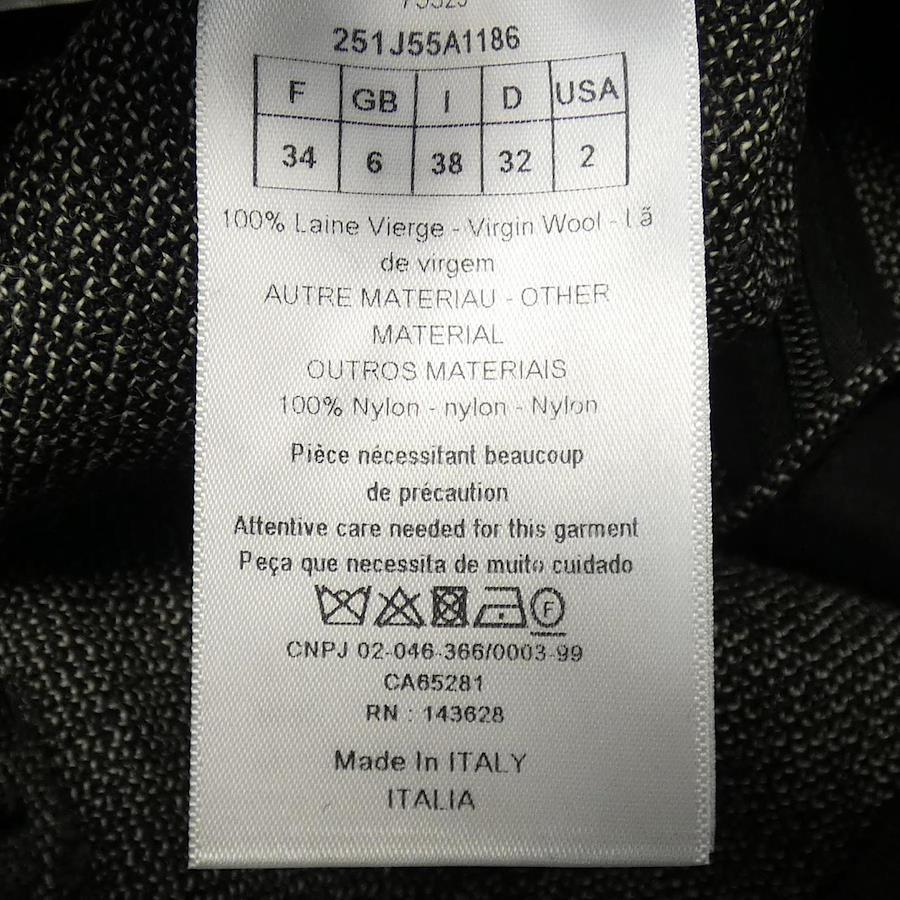 251J55A1186
F GB I D USA
34 6 38 32 2
100% Laine Vierge - Virgin Wool - Lã
de virgem
AUTRE MATERIAU - OTHER
MATERIAL
OUTROS MATERIAIS
100% Nylon - nylon - Nylon
Pièce nécessitant beaucoup
de précaution
Attentive care needed for this garment
Peça que necessita de muito cuidado
F
CNPJ 02-046-366/0003-99
CA65281
RN : 143628
Made In ITALY
ITALIA